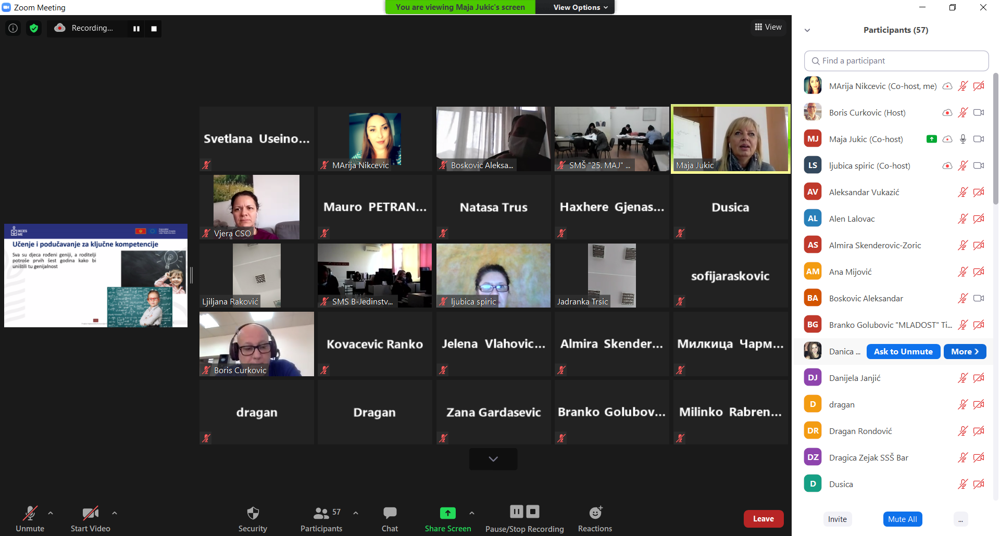 Zoom Meeting
You are viewing Maja Jukic's screen
View Options
Recording...
View
IKCES
ME
Učenje i podučavanje za ključne kompetencije
Sva su djeca rođeni geniji, a roditelji
potroše prvih šest godina kako bi
uništili tu genijalnost
Svetlana Useino...
MArija Nikcevic
Boskovic Aleksa...
SMŠ "25. MAJ" ...
Maja Jukic
Vjera CSO
Mauro PETRAN...
Natasa Trus
Haxhere Gjenas...
Dusica
Ljiljana Raković
SMS B-Jedinstv...
ljubica spiric
Jadranka Trsic
sofijaraskovic
Boris Curkovic
Kovacevic Ranko
Jelena Vlahovic...
Almira Skender...
Милкица Чарм...
dragan
Dragan
Zana Gardasevic
Branko Golubov...
Milinko Rabren...
Unmute
Start Video
Security
57
Participants
Chat
Share Screen
Pause/Stop Recording
Reactions
Leave
Participants (57)
Find a participant
MArija Nikcevic (Co-host, me)
Boris Curkovic (Host)
MJ Maja Jukic (Co-host)
LS ljubica spiric (Co-host)
AV Aleksandar Vukazić
AL Alen Lalovac
AS Almira Skenderovic-Zoric
AM Ana Mijović
BA Boskovic Aleksandar
BG Branko Golubovic "MLADOST" Ti...
Danica ... Ask to Unmute More
DJ Danijela Janjić
D dragan
DR Dragan Rondović
DZ Dragica Zejak SSŠ Bar
D Dusica
Invite
Mute All
...